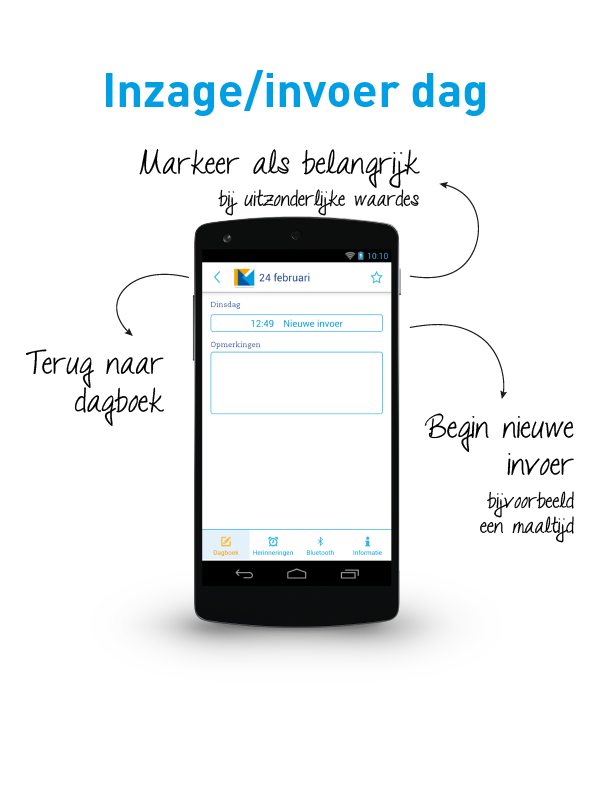 Inzage/invoer dag
Markeer als belangrijk
bij uitzonderlijke waardes
10:10
24 februari
Dinsdag
12:49 Nieuwe invoer
Opmerkingen
Terug naar
dagboek
Begin nieuwe
invoer
bijvoorbeeld
een maaltijd
Dagboek Herinneringen Bluetooth Informatie